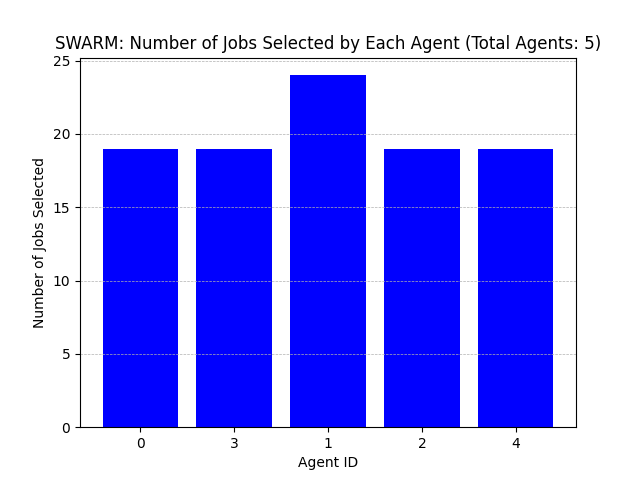 SWARM: Number of Jobs Selected by Each Agent (Total Agents: 5)
25
20
15
10
5
0
Number of Jobs Selected
0 3 1 2 4
Agent ID